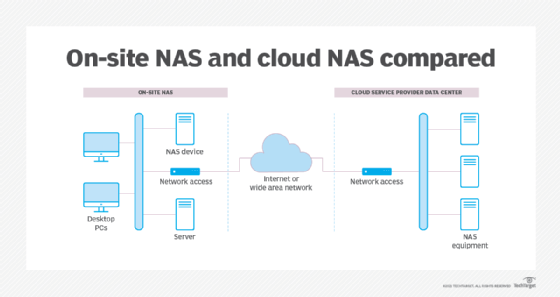 On-site NAS and cloud NAS compared
ON-SITE NAS
CLOUD SERVICE PROVIDER DATA CENTER
NAS device
Network access
Desktop
PCs
Server
Internet or
wide area network
Network access
NAS
equipment
©2022 TECHTARGET, ALL RIGHTS RESERVED
TechTarget